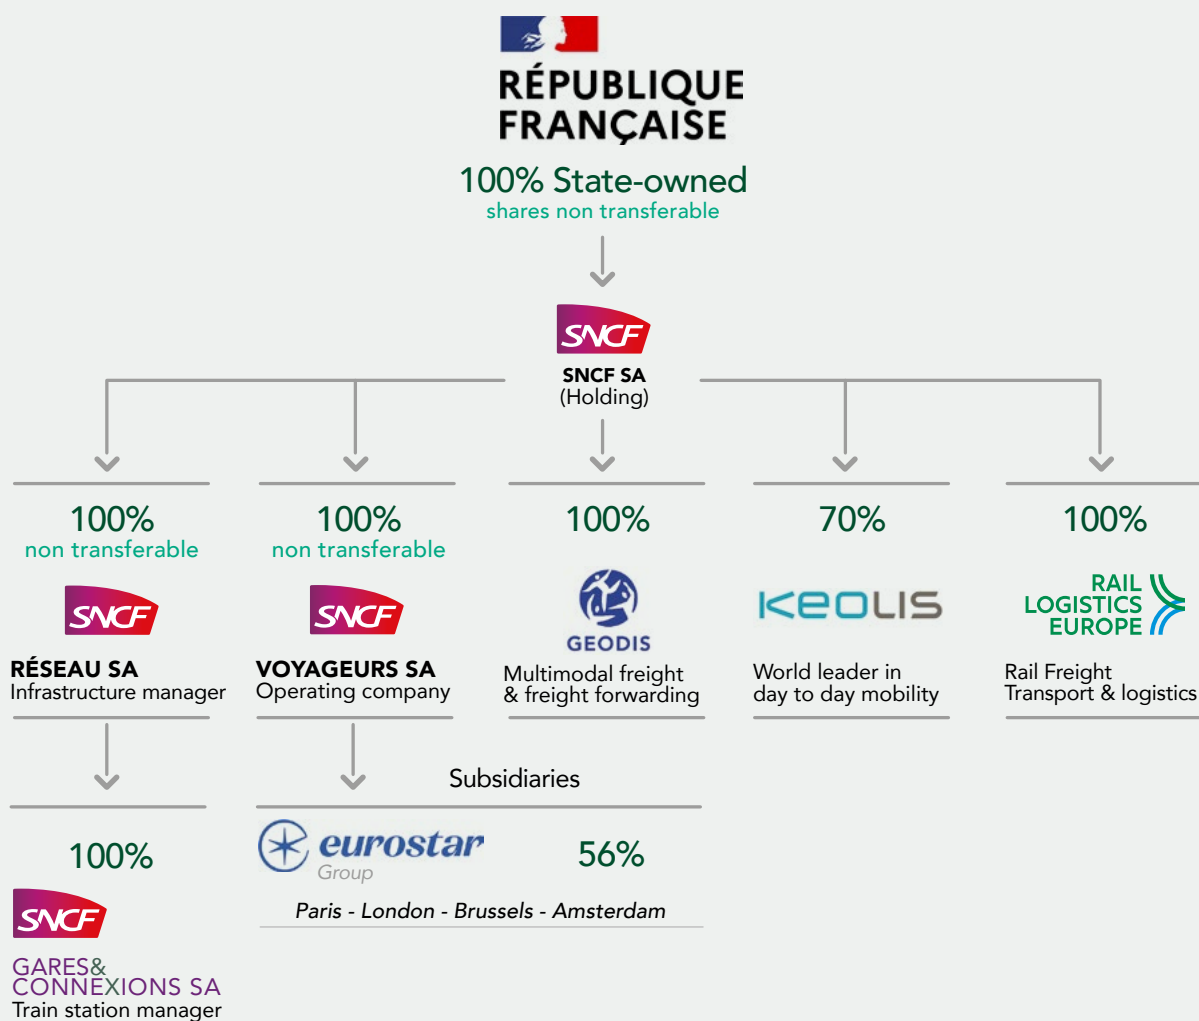 RÉPUBLIQUE
FRANÇAISE
100% State-owned
shares non transferable
SNCF
SNCF SA
(Holding)
100%
non transferable
SNCF
RÉSEAU SA
Infrastructure manager
100%
non transferable
SNCF
VOYAGEURS SA
Operating company
100%
GEODIS
Multimodal freight
& freight forwarding
70%
KEOLIS
World leader in
day to day mobility
100%
RAIL
LOGISTICS
EUROPE
Rail Freight
Transport & logistics
100%
SNCF
GARES&
CONNEXIONS SA
Train station manager
Subsidiaries
eurostar
Group
56%
Paris - London - Brussels - Amsterdam